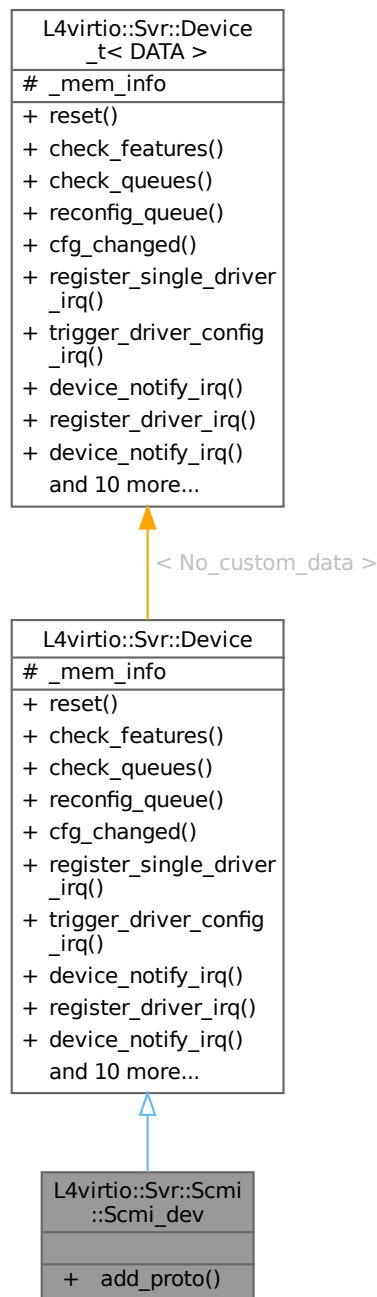 L4virtio::Svr::Device
_t< DATA >
# _mem_info
+ reset()
+ check_features()
+ check_queues()
+ reconfig_queue()
+ cfg_changed()
+ register_single_driver
_irq()
+ trigger_driver_config
_irq()
+ device_notify_irq()
+ register_driver_irq()
+ device_notify_irq()
and 10 more...
< No_custom_data >
L4virtio::Svr::Device
# _mem_info
+ reset()
+ check_features()
+ check_queues()
+ reconfig_queue()
+ cfg_changed()
+ register_single_driver
_irq()
+ trigger_driver_config
_irq()
+ device_notify_irq()
+ register_driver_irq()
+ device_notify_irq()
and 10 more...
L4virtio::Svr::Scmi
::Scmi_dev
+ add_proto()